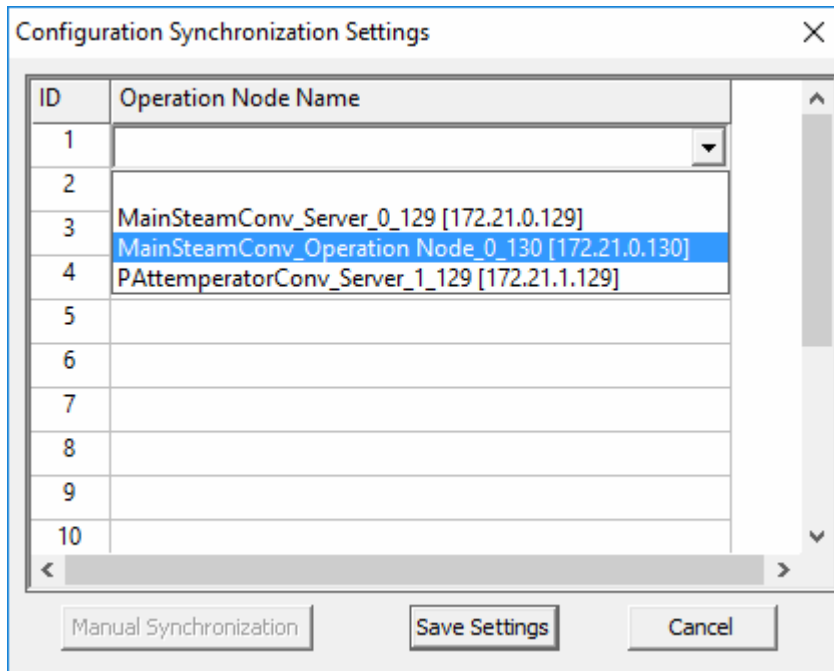 Configuration Synchronization Settings
ID Operation Node Name
1
2
MainSteamConv_Server_0_129 [172.21.0.129]
3
MainSteamConv_Operation Node_0_130 [172.21.0.130]
4
PAttemperatorConv_Server_1_129 [172.21.1.129]
5
6
7
8
9
10
Manual Synchronization Save Settings Cancel